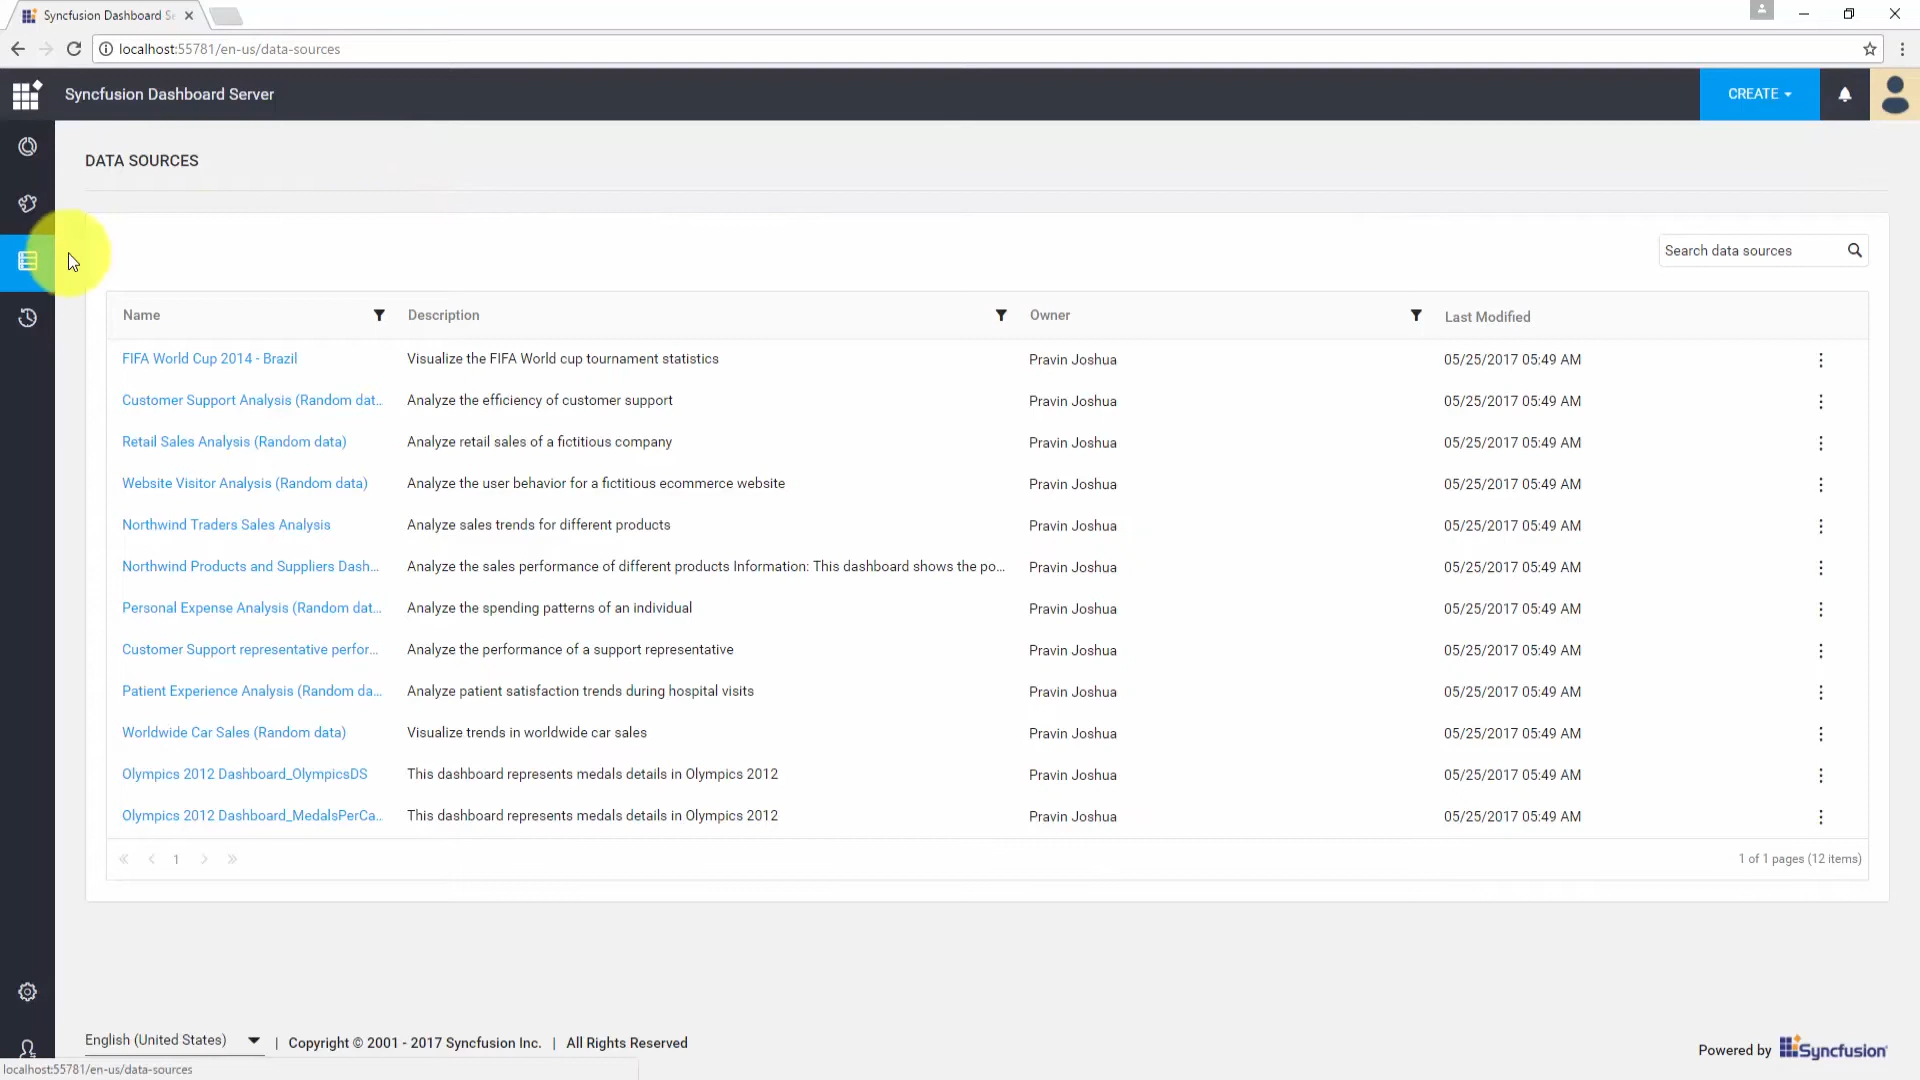 Syncfusion Dashboard Se
localhost:55781/en-us/data-sources
Syncfusion Dashboard Server
CREATE
DATA SOURCES
Search data sources
Name Description Owner Last Modified
FIFA World Cup 2014 - Brazil Visualize the FIFA World cup tournament statistics Pravin Joshua 05/25/2017 05:49 AM
Customer Support Analysis (Random dat... Analyze the efficiency of customer support Pravin Joshua 05/25/2017 05:49 AM
Retail Sales Analysis (Random data) Analyze retail sales of a fictitious company Pravin Joshua 05/25/2017 05:49 AM
Website Visitor Analysis (Random data) Analyze the user behavior for a fictitious ecommerce website Pravin Joshua 05/25/2017 05:49 AM
Northwind Traders Sales Analysis Analyze sales trends for different products Pravin Joshua 05/25/2017 05:49 AM
Northwind Products and Suppliers Dash... Analyze the sales performance of different products Information: This dashboard shows the po... Pravin Joshua 05/25/2017 05:49 AM
Personal Expense Analysis (Random dat... Analyze the spending patterns of an individual Pravin Joshua 05/25/2017 05:49 AM
Customer Support representative perfor... Analyze the performance of a support representative Pravin Joshua 05/25/2017 05:49 AM
Patient Experience Analysis (Random da... Analyze patient satisfaction trends during hospital visits Pravin Joshua 05/25/2017 05:49 AM
Worldwide Car Sales (Random data) Visualize trends in worldwide car sales Pravin Joshua 05/25/2017 05:49 AM
Olympics 2012 Dashboard_OlympicsDS This dashboard represents medals details in Olympics 2012 Pravin Joshua 05/25/2017 05:49 AM
Olympics 2012 Dashboard_MedalsPerCa... This dashboard represents medals details in Olympics 2012 Pravin Joshua 05/25/2017 05:49 AM
1 1 of 1 pages (12 items)
English (United States) | Copyright © 2001 - 2017 Syncfusion Inc. | All Rights Reserved
Powered by Syncfusion
localhost:55781/en-us/data-sources